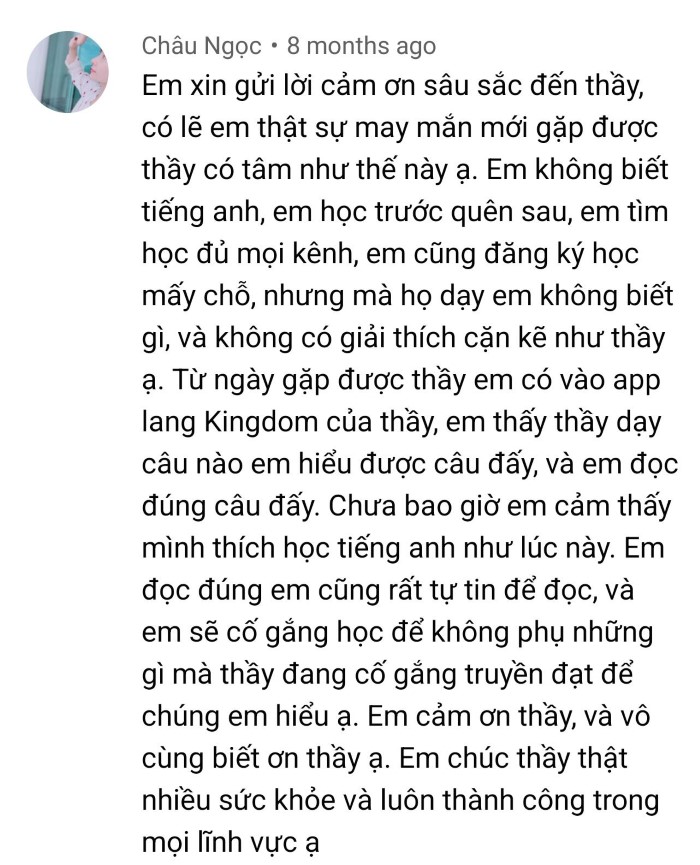 Châu Ngọc • 8 months ago
Em xin gửi lời cảm ơn sâu sắc đến thầy,
có lẽ em thật sự may mắn mới gặp được
thầy có tâm như thế này ạ. Em không biết
tiếng anh, em học trước quên sau, em tìm
học đủ mọi kênh, em cũng đăng ký học
mấy chỗ, nhưng mà họ dạy em không biết
gì, và không có giải thích cặn kẽ như thầy
ạ. Từ ngày gặp được thầy em có vào app
lang Kingdom của thầy, em thấy thầy dạy
câu nào em hiểu được câu đấy, và em đọc
đúng câu đấy. Chưa bao giờ em cảm thấy
mình thích học tiếng anh như lúc này. Em
đọc đúng em cũng rất tự tin để đọc, và
em sẽ cố gắng học để không phụ những
gì mà thầy đang cố gắng truyền đạt để
chúng em hiểu ạ. Em cảm ơn thầy, và vô
cùng biết ơn thầy ạ. Em chúc thầy thật
nhiều sức khỏe và luôn thành công trong
mọi lĩnh vực ạ